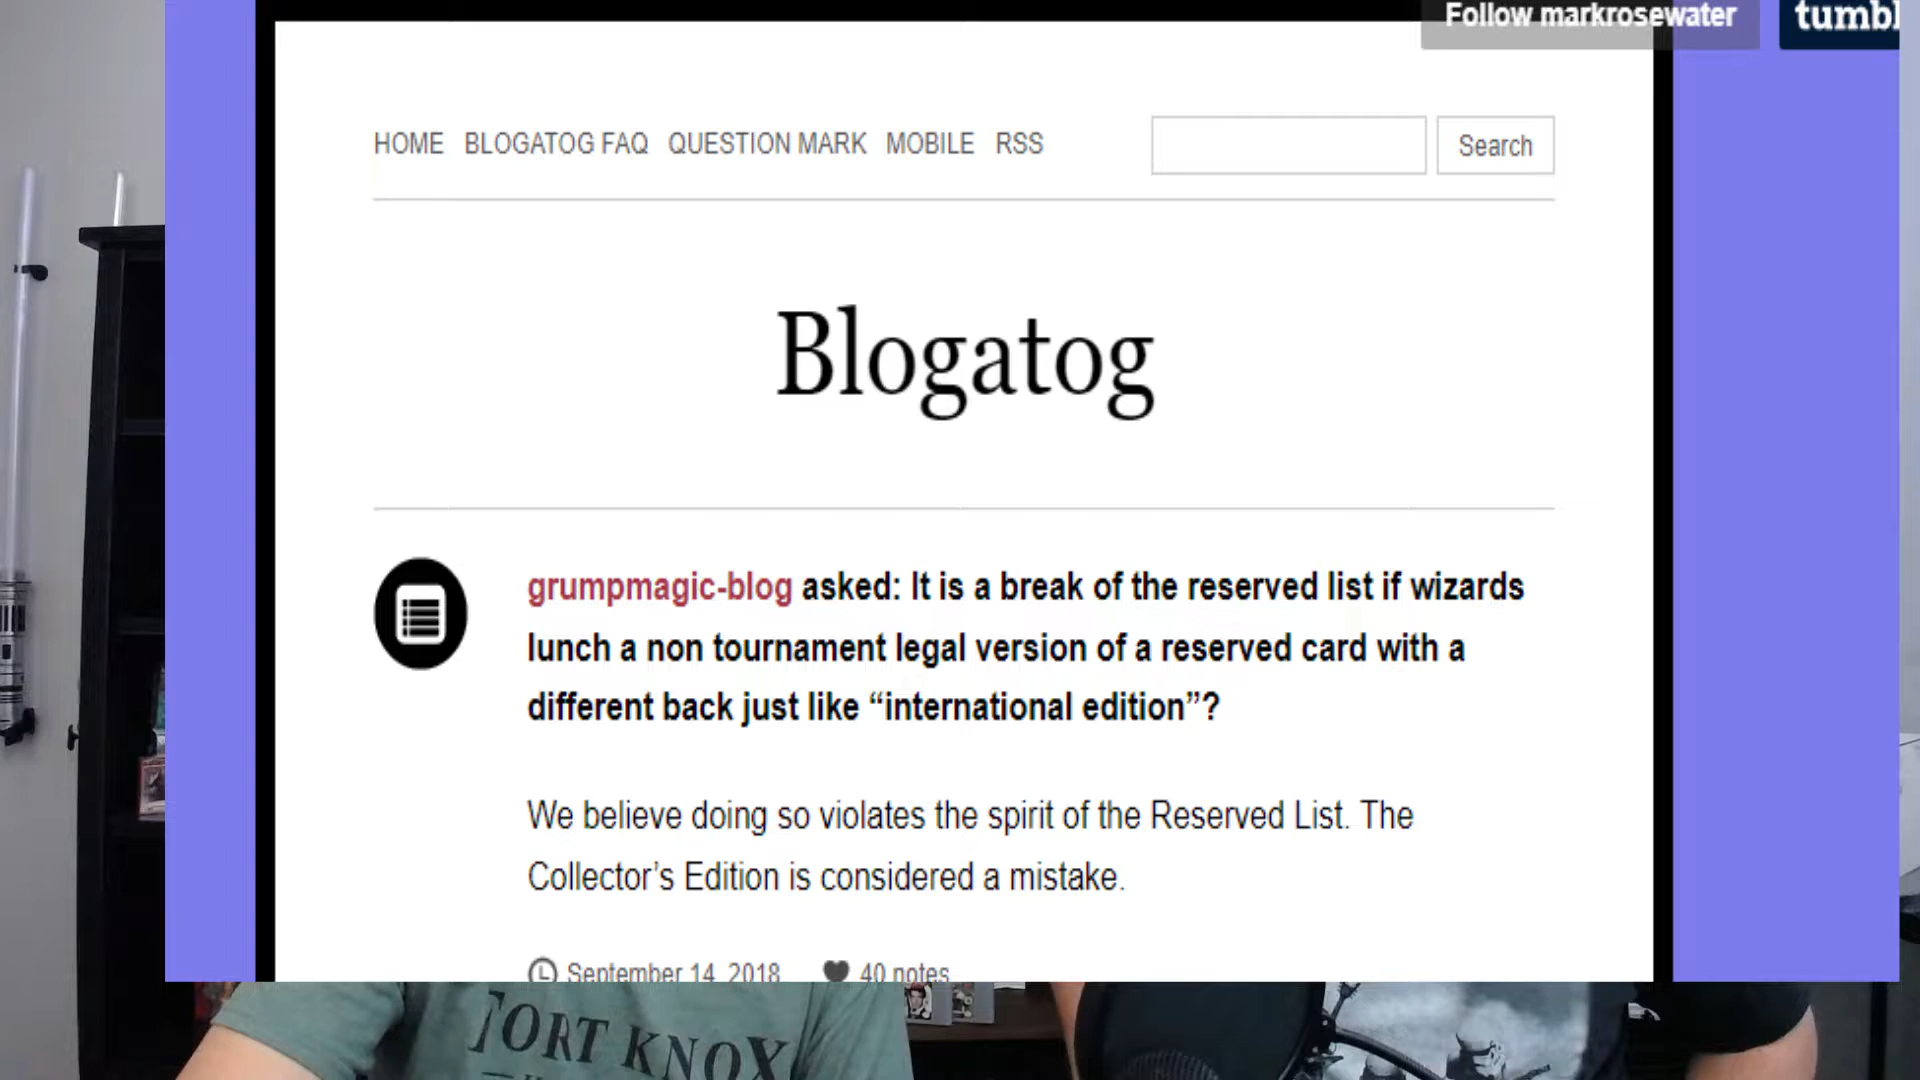 Follow markrosewater
tumbl
HOME BLOGATOG FAQ QUESTION MARK MOBILE RSS
Search
Blogatog
grumpmagic-blog asked: It is a break of the reserved list if wizards
lunch a non tournament legal version of a reserved card with a
different back just like “international edition”?
We believe doing so violates the spirit of the Reserved List. The
Collector’s Edition is considered a mistake.
September 14, 2018 40 notes
FORT KNOX